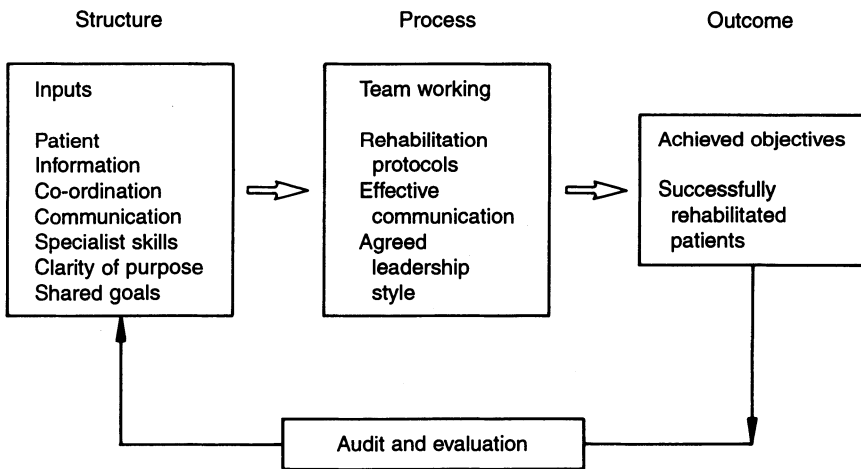 Structure
Process
Outcome
Inputs
Patient
Information
Co-ordination
Communication
Specialist skills
Clarity of purpose
Shared goals
Team working
Rehabilitation
protocols
Effective
communication
Agreed
leadership
style
Achieved objectives
Successfully
rehabilitated
patients
Audit and evaluation